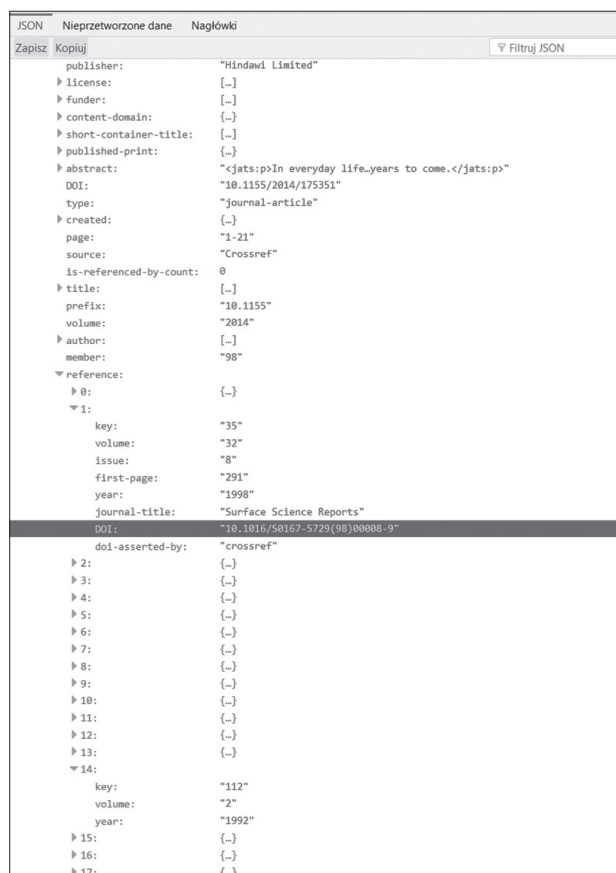 JSON Nieprzetworzone dane Nagłówki
Zapisz Kopiuj Filtruj JSON
publisher: "Hindawi Limited"
license: […]
funder: […]
content-domain: {…}
short-container-title: […]
published-print: {…}
abstract: "<jats:p>In everyday life…years to come.</jats:p>"
DOI: "10.1155/2014/175351"
type: "journal-article"
created: {…}
page: "1-21"
source: "Crossref"
is-referenced-by-count: 0
title: […]
prefix: "10.1155"
volume: "2014"
author: […]
member: "98"
reference:
0: {…}
1:
key: "35"
volume: "32"
issue: "8"
first-page: "291"
year: "1998"
journal-title: "Surface Science Reports"
DOI: "10.1016/S0167-5729(98)00008-9"
doi-asserted-by: "crossref"
2: {…}
3: {…}
4: {…}
5: {…}
6: {…}
7: {…}
8: {…}
9: {…}
10: {…}
11: {…}
12: {…}
13: {…}
14:
key: "112"
volume: "2"
year: "1992"
15: {…}
16: {…}
17: {…}